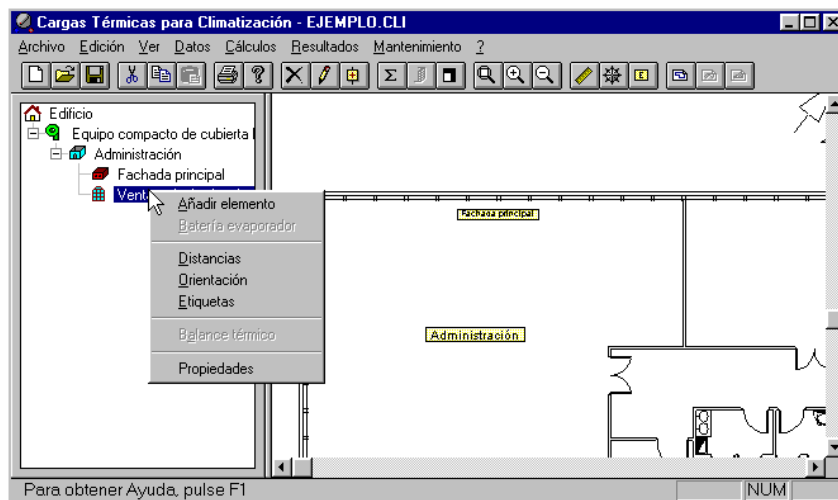 Cargas Térmicas para Climatización - EJEMPLO.CLI
Archivo Edición Ver Datos Cálculos Resultados Mantenimiento ?
Σ E
Edificio
Equipo compacto de cubierta
Administración
Fachada principal
Vent
Añadir elemento
Batería evaporador
Distancias
Orientación
Etiquetas
Balance térmico
Propiedades
Fachada principal
Administración
Para obtener Ayuda, pulse F1
NUM